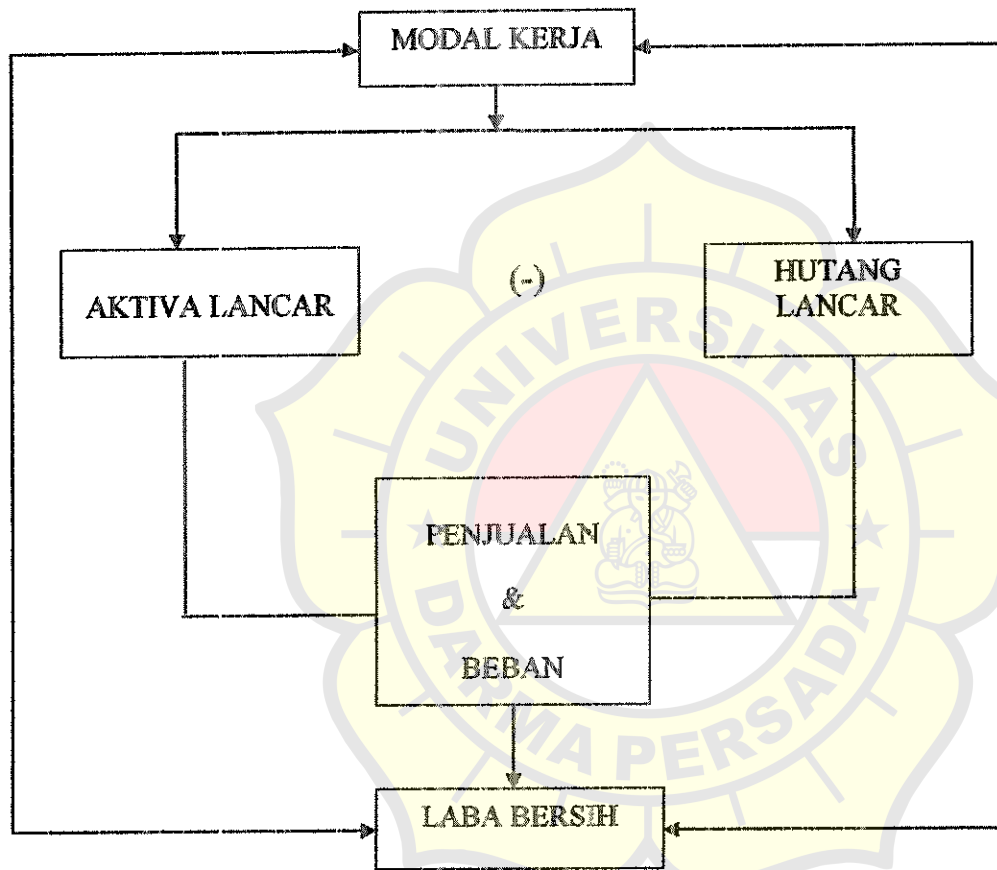 MODAL KERJA
AKTIVA LANCAR
(-)
HUTANG
LANCAR
PENJUALAN
&
BEBAN
LABA BERSIH
UNIVERSITAS
DARMA PERSADA